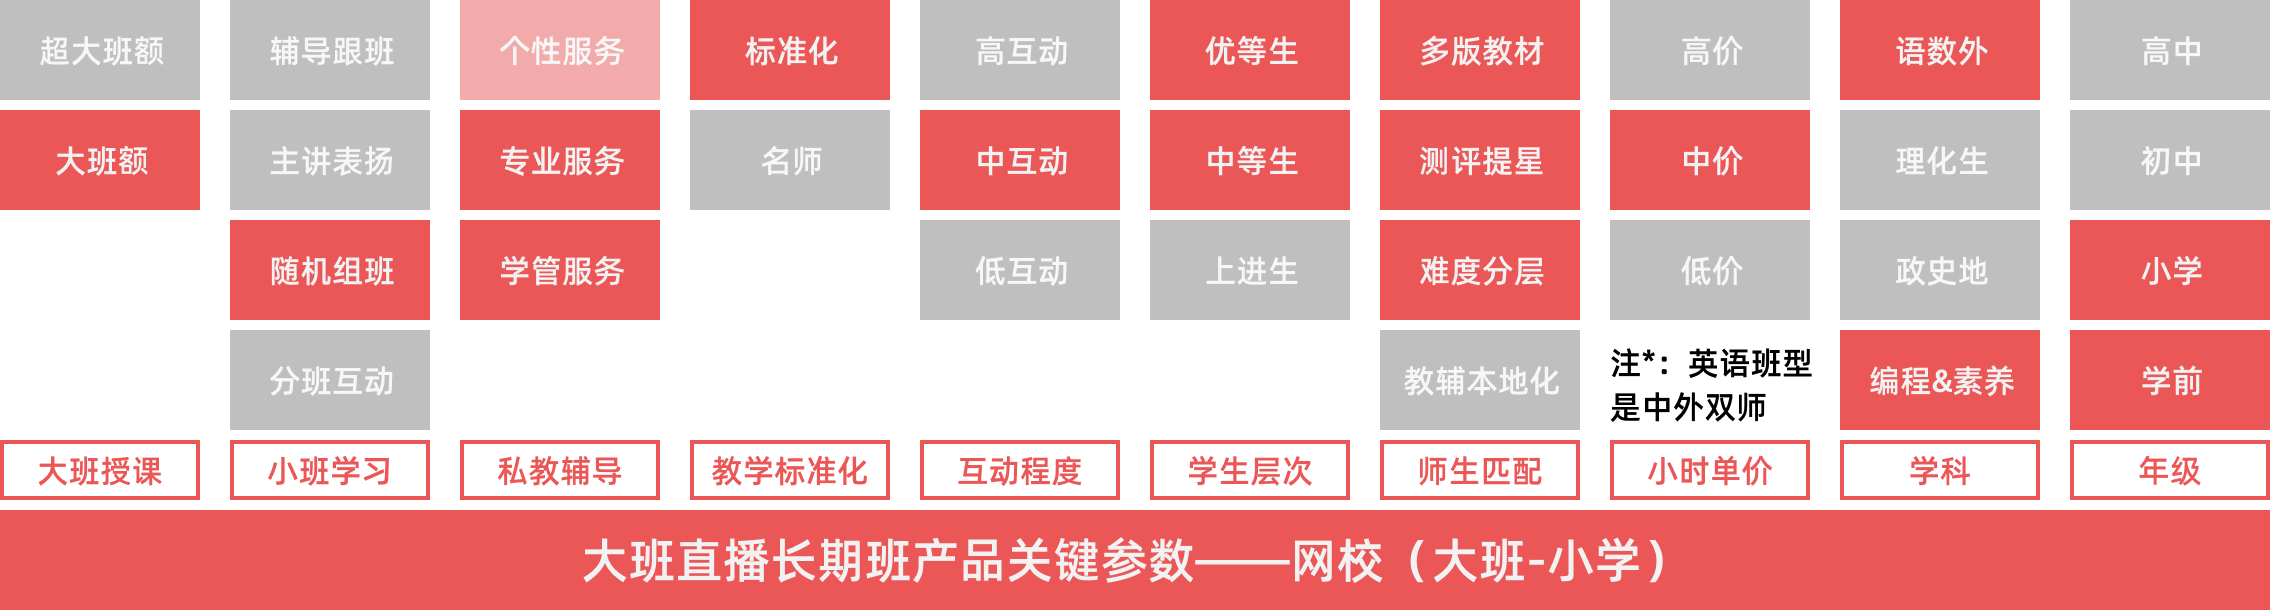 超大班额 辅导跟班 个性服务 标准化 高互动 优等生 多版教材 高价 语数外 高中
大班额 主讲表扬 专业服务 名师 中互动 中等生 测评提星 中价 理化生 初中
随机组班 学管服务 低互动 上进生 难度分层 低价 政史地 小学
分班互动 教辅本地化 注*：英语班型 编程&素养 学前
是中外双师
大班授课 小班学习 私教辅导 教学标准化 互动程度 学生层次 师生匹配 小时单价 学科 年级
大班直播长期班产品关键参数——网校（大班-小学）